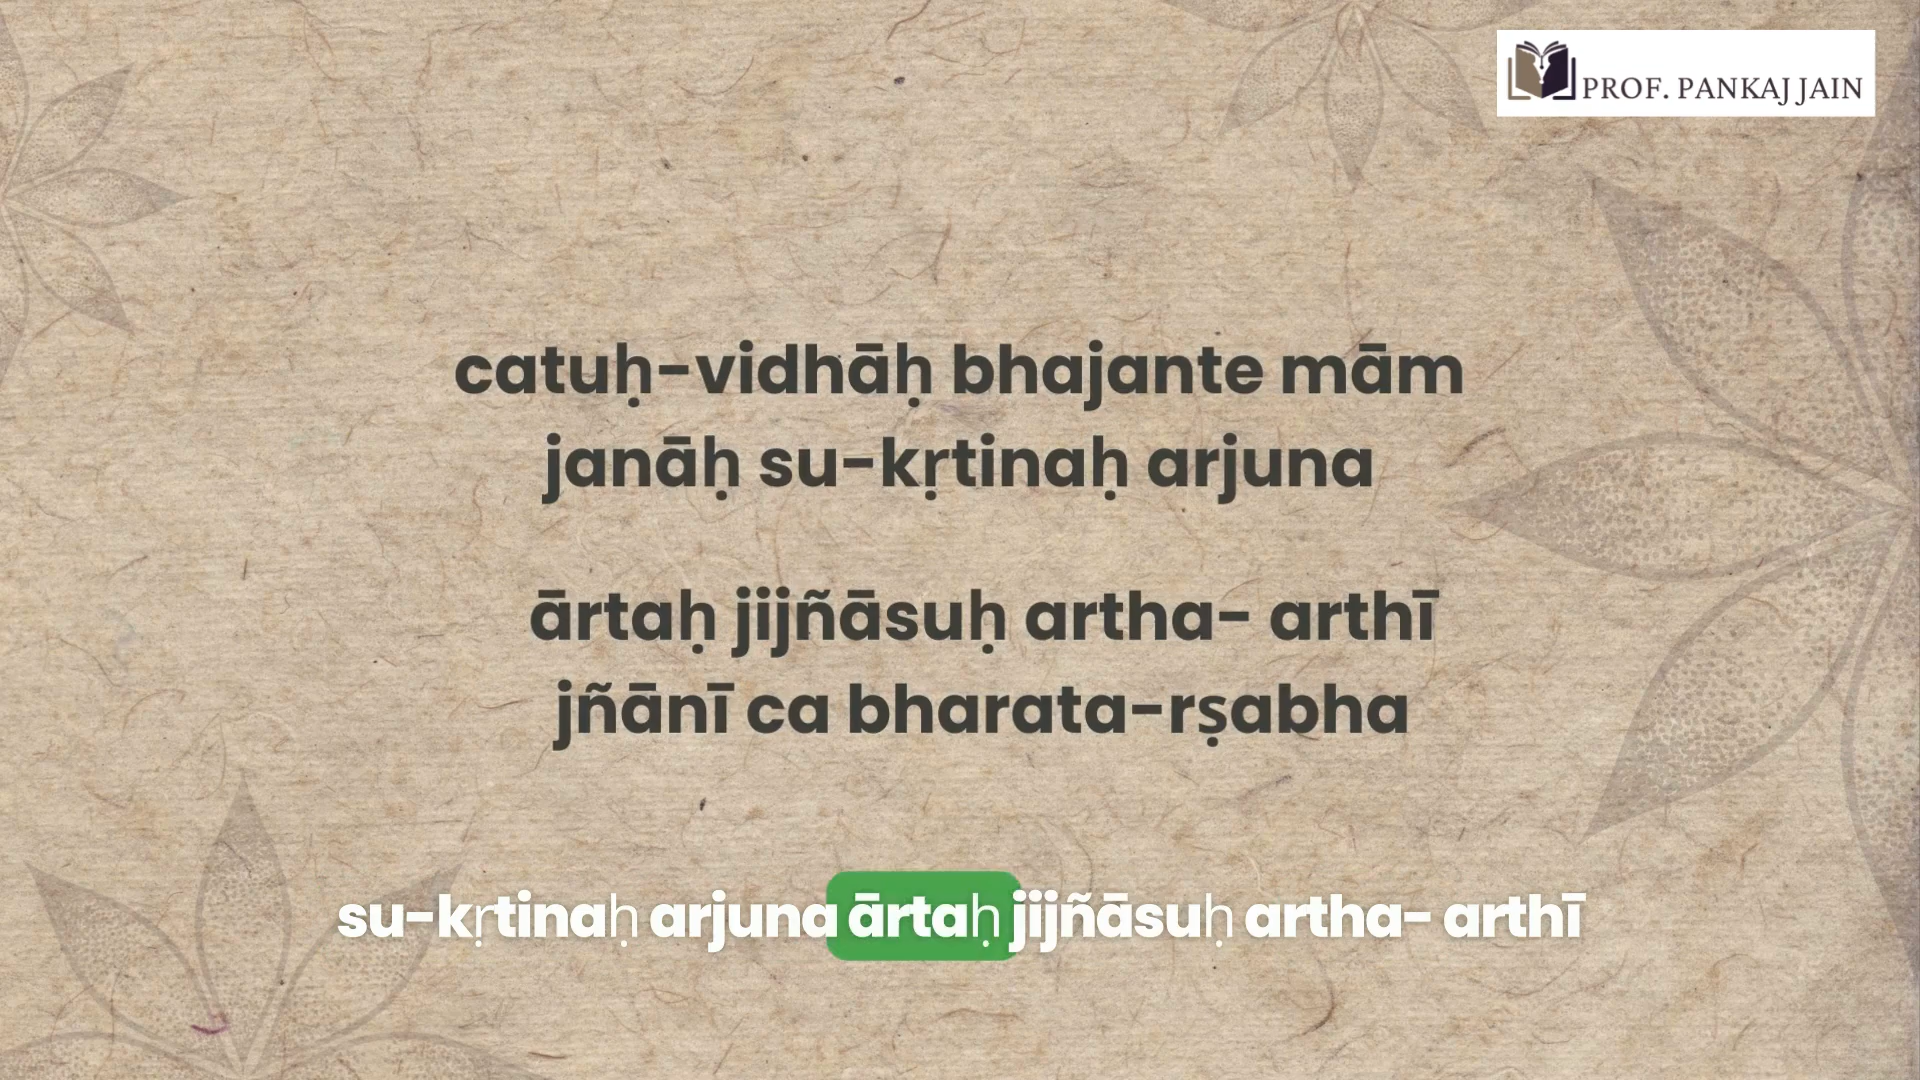 PROF. PANKAJ JAIN
catuḥ-vidhāḥ bhajante mām
janāḥ su-kṛtinaḥ arjuna
ārtaḥ jijñāsuḥ artha- arthī
jñānī ca bharata-rṣabha
su-kṛtinaḥ arjuna ārtaḥ jijñāsuḥ artha- arthī